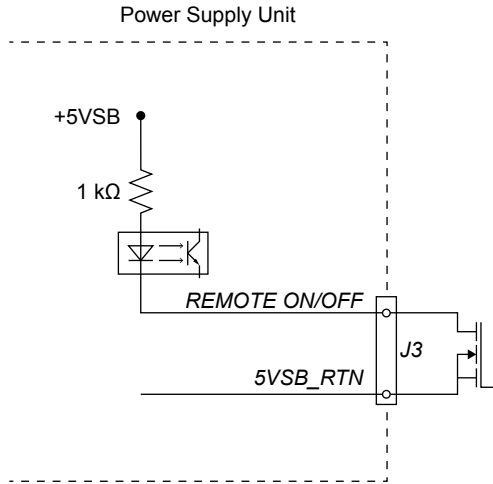 Power Supply Unit
+5VSB
1 kΩ
REMOTE ON/OFF
J3
5VSB_RTN